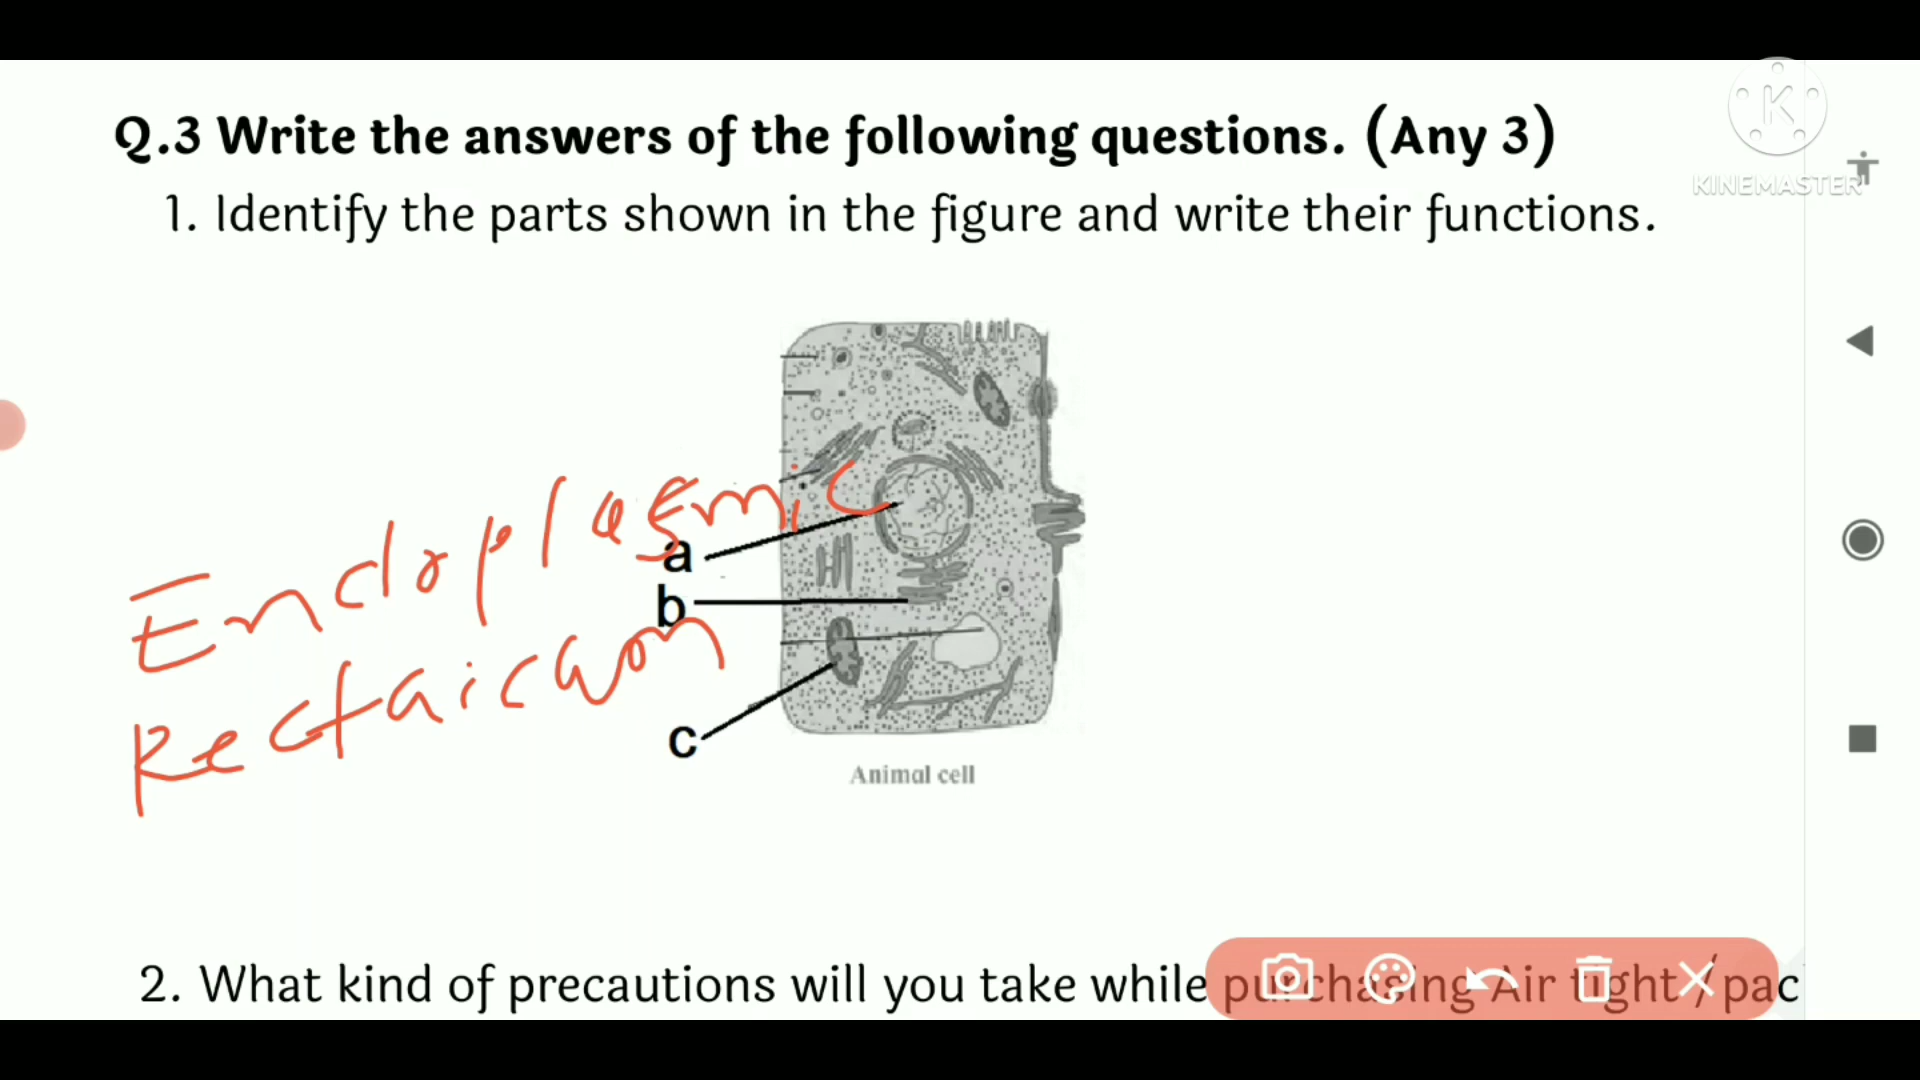 Q.3 Write the answers of the following questions. (Any 3)
KINEMASTER
1. Identify the parts shown in the figure and write their functions.
Endoplasmic
a
b
Rectaicum
c
Animal cell
2. What kind of precautions will you take while purchasing Air tight / pac